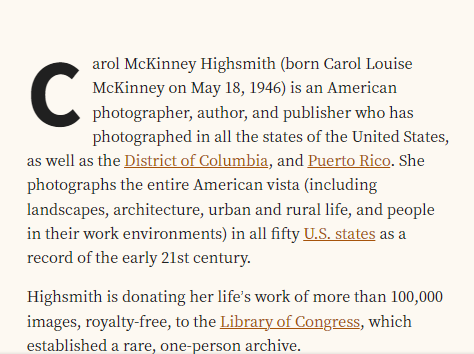 Carol McKinney Highsmith (born Carol Louise
McKinney on May 18, 1946) is an American
photographer, author, and publisher who has
photographed in all the states of the United States,
as well as the District of Columbia, and Puerto Rico. She
photographs the entire American vista (including
landscapes, architecture, urban and rural life, and people
in their work environments) in all fifty U.S. states as a
record of the early 21st century.
Highsmith is donating her life's work of more than 100,000
images, royalty-free, to the Library of Congress, which
established a rare, one-person archive.